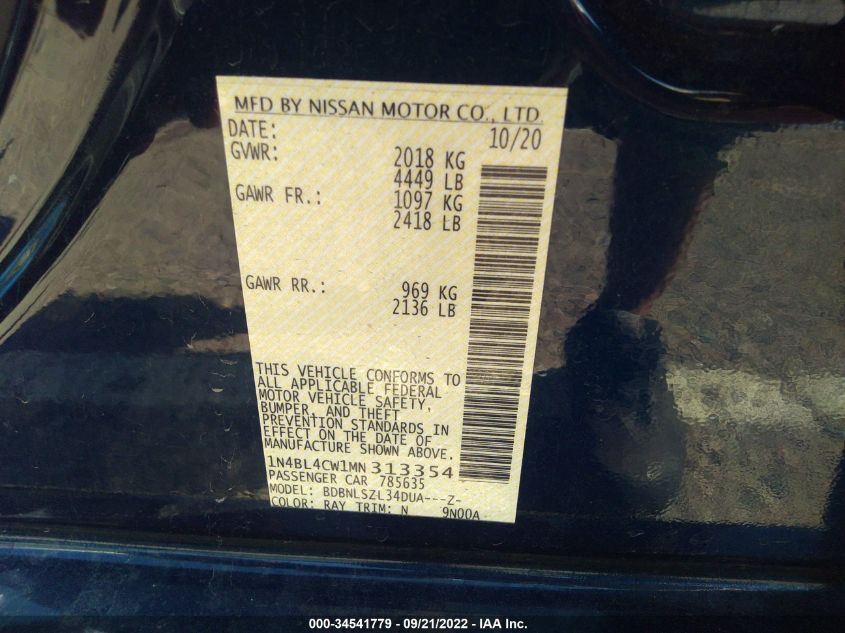 MFD BY NISSAN MOTOR CO., LTD.
DATE: 10/20
GVWR: 2018 KG
4449 LB
GAWR FR.: 1097 KG
2418 LB
GAWR RR.: 969 KG
2136 LB
THIS VEHICLE CONFORMS TO
ALL APPLICABLE FEDERAL
MOTOR VEHICLE SAFETY,
BUMPER, AND THEFT
PREVENTION STANDARDS IN
EFFECT ON THE DATE OF
MANUFACTURE SHOWN ABOVE.
1N4BL4CW1MN 313354
PASSENGER CAR 785635
MODEL: BDBNLSZL34DUA---Z-
COLOR: RAY TRIM: N 9N00A
000-34541779 - 09/21/2022 - IAA Inc.